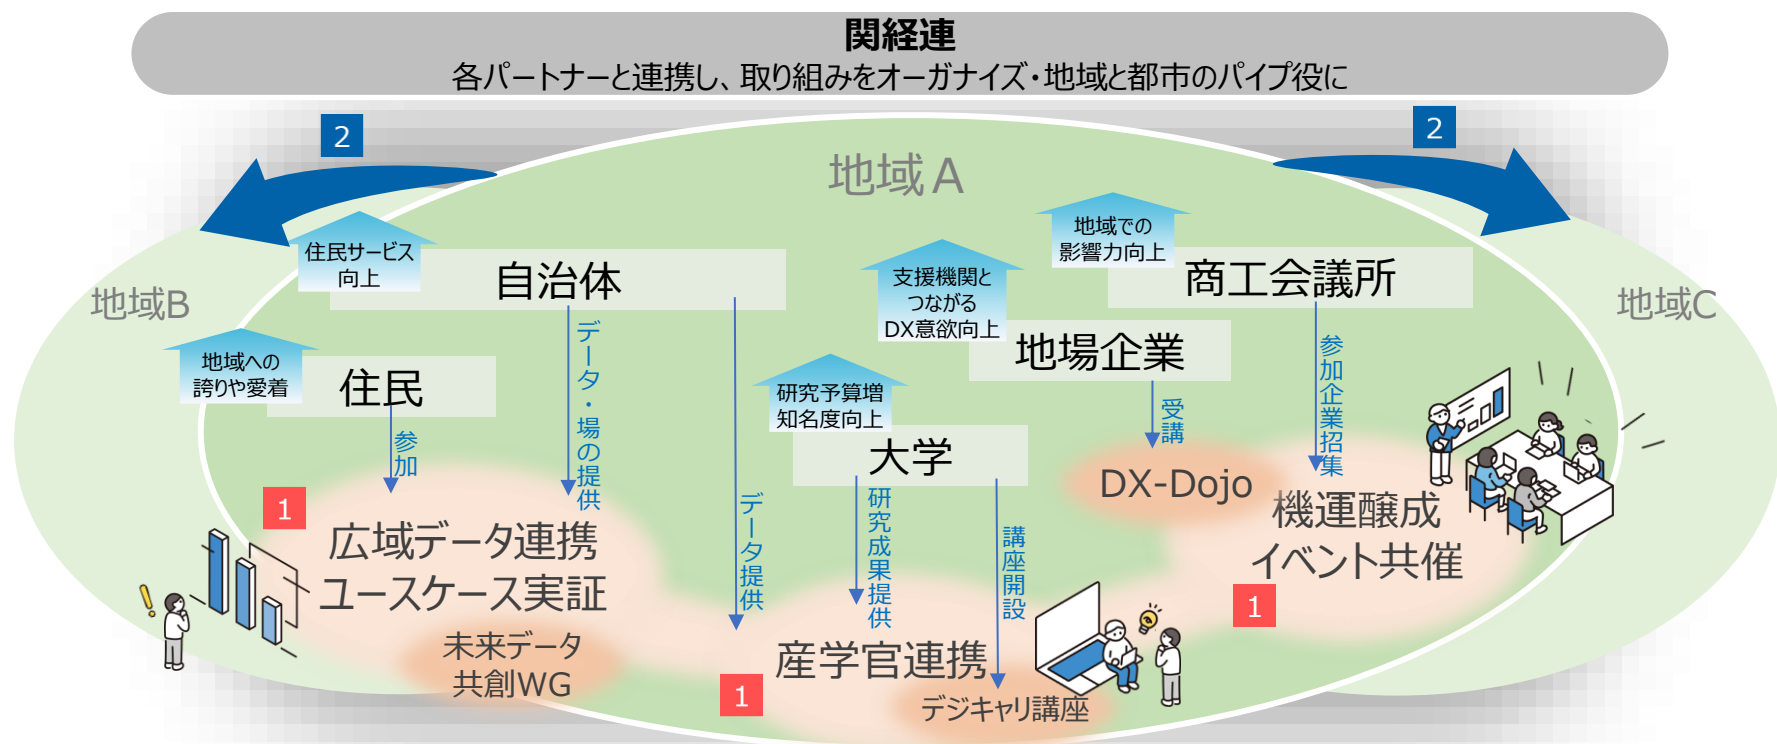 関経連
各パートナーと連携し、取り組みをオーガナイズ・地域と都市のパイプ役に
2
2
地域A
地域B
地域C
住民サービス
向上
自治体
地域への
誇りや愛着
住民
支援機関と
つながる
DX意欲向上
地場企業
地域での
影響力向上
商工会議所
研究予算増
知名度向上
大学
参加
データ・場の提供
データ提供
研究成果提供
講座開設
受講
参加企業招集
1
広域データ連携
ユースケース実証
未来データ
共創WG
1
産学官連携
デジキャリ講座
DX-Dojo
機運醸成
イベント共催
1